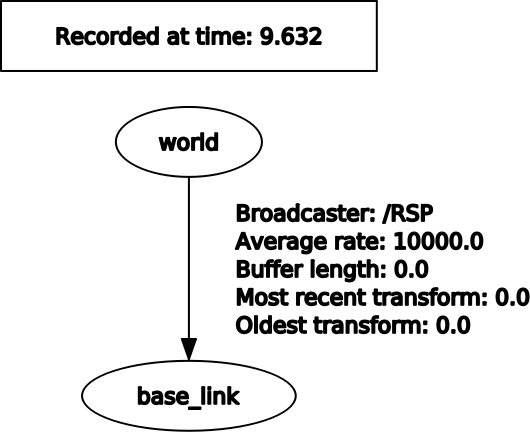 Recorded at time: 9.632
world
Broadcaster: /RSP
Average rate: 10000.0
Buffer length: 0.0
Most recent transform: 0.0
Oldest transform: 0.0
base_link